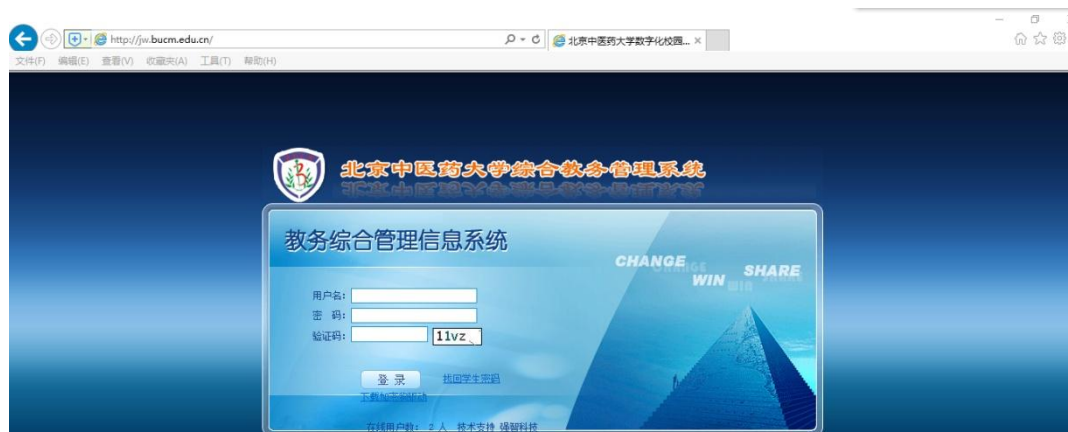 http://jw.bucm.edu.cn/
北京中医药大学数字化校园...
文件(F) 编辑(E) 查看(V) 收藏夹(A) 工具(T) 帮助(H)
北京中医药大学综合教务管理系统
教务综合管理信息系统
CHANGE
WIN
SHARE
用户名:
密 码:
验证码:
11vz
登 录
找回学生密码
在线用户数: 2 人 技术支持 强智科技